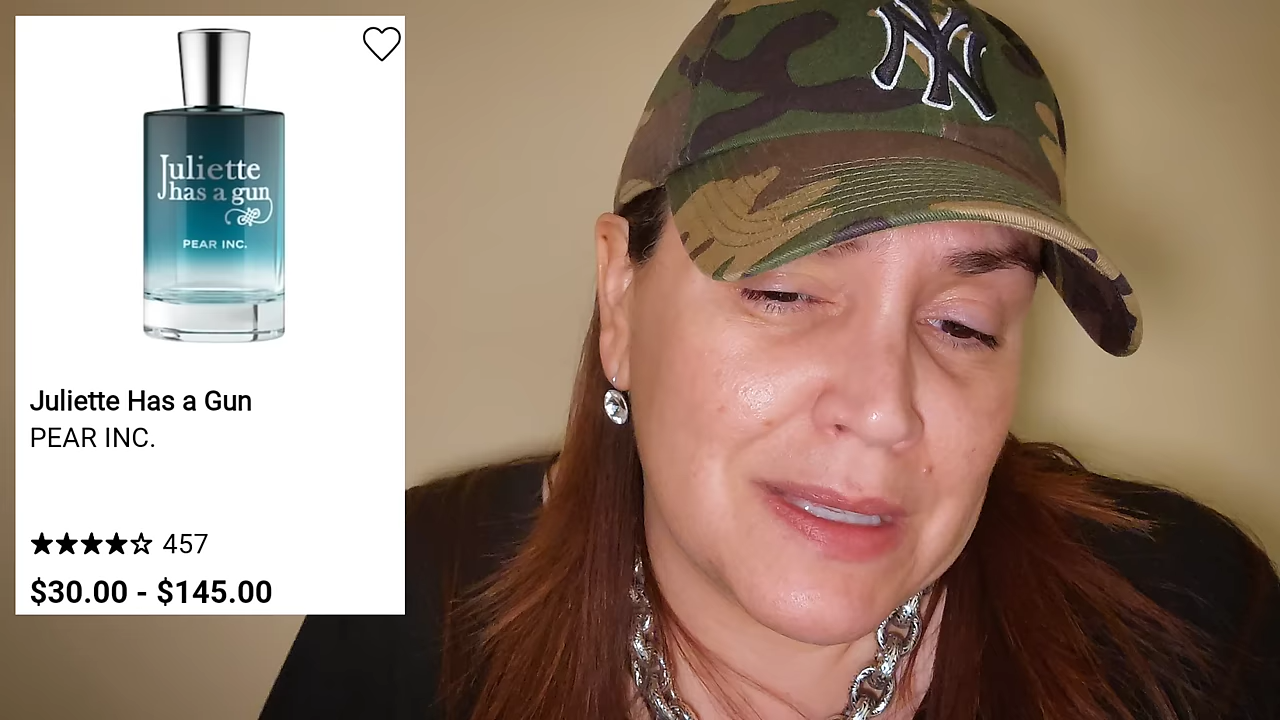 Juliette
has a gun
PEAR INC.
Juliette Has a Gun
PEAR INC.
457
$30.00 - $145.00
NY